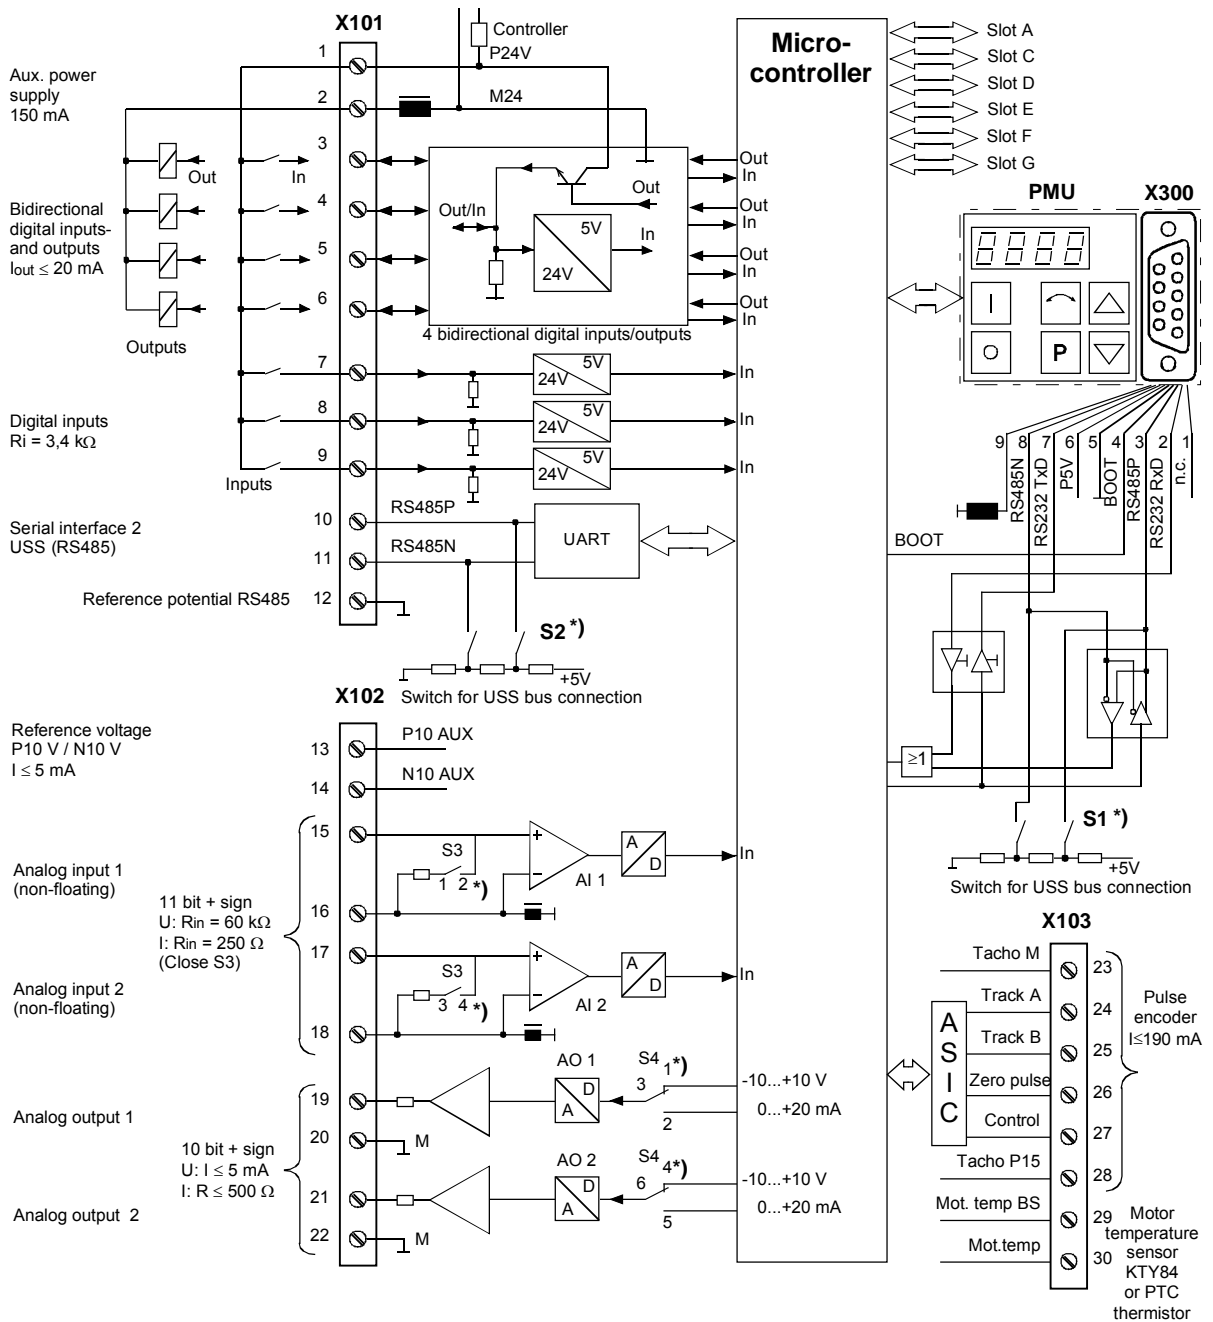 X101
Controller
P24V
Aux. power
supply
150 mA
1
2
M24
3
4
5
6
Out
In
Bidirectional
digital inputs-
and outputs
Iout ≤ 20 mA
Outputs
Out/In
Out
In
5V
24V
4 bidirectional digital inputs/outputs
Out
In
Out
In
Out
In
Out
In
Digital inputs
Ri = 3,4 kΩ
Inputs
7
8
9
5V
24V
In
5V
24V
In
5V
24V
In
Serial interface 2
USS (RS485)
10
RS485P
11
RS485N
UART
Reference potential RS485
12
S2 *)
+5V
Switch for USS bus connection
X102
Reference voltage
P10 V / N10 V
I ≤ 5 mA
13
P10 AUX
14
N10 AUX
Analog input 1
(non-floating)
11 bit + sign
U: Rin = 60 kΩ
I: Rin = 250 Ω
(Close S3)
15
16
S3
1 2 *)
+
−
AI 1
A
D
In
Analog input 2
(non-floating)
17
18
S3
3 4 *)
+
−
AI 2
A
D
In
Analog output 1
10 bit + sign
U: I ≤ 5 mA
I: R ≤ 500 Ω
19
20
M
AO 1
D
A
S4
1 *)
3
2
-10...+10 V
0...+20 mA
Analog output 2
21
22
M
AO 2
D
A
S4
4 *)
6
5
-10...+10 V
0...+20 mA
Micro-
controller
Slot A
Slot C
Slot D
Slot E
Slot F
Slot G
PMU
X300
8888
I
O
P
9 8 7 6 5 4 3 2 1
RS485N
RS232 TxD
P5V
BOOT
RS485P
RS232 RxD
n.c.
BOOT
≥1
S1 *)
+5V
Switch for USS bus connection
X103
ASIC
Tacho M
23
Track A
24
Track B
25
Zero pulse
26
Control
27
Tacho P15
28
Mot. temp BS
29
Mot.temp
30
Pulse
encoder
I≤190 mA
Motor
temperature
sensor
KTY84
or PTC
thermistor